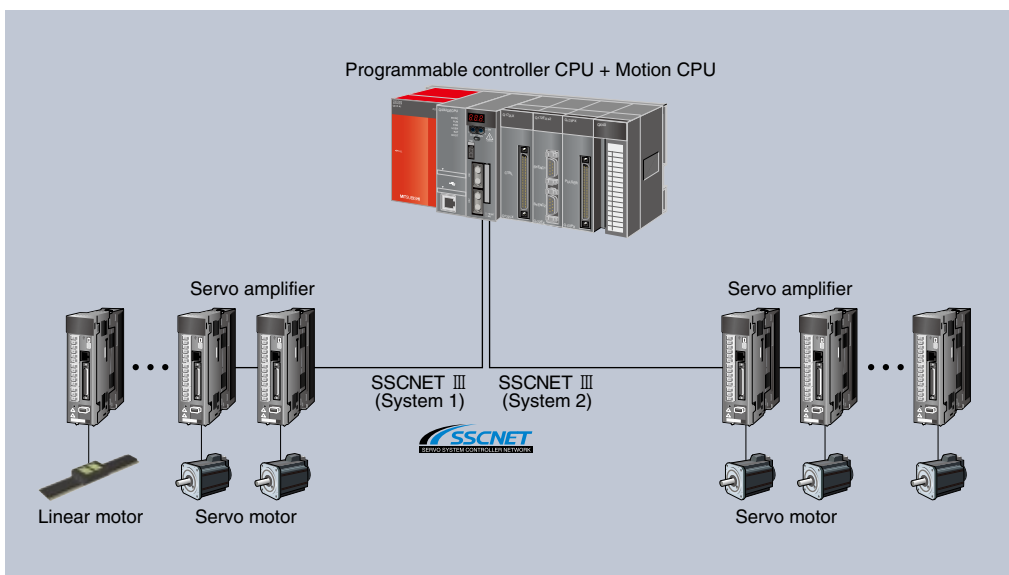 Programmable controller CPU + Motion CPU
MITSUBISHI
Servo amplifier
Servo amplifier
SSCNET Ⅲ
(System 1)
SSCNET Ⅲ
(System 2)
SSCNET
SERVO SYSTEM CONTROLLER NETWORK
Linear motor
Servo motor
Servo motor